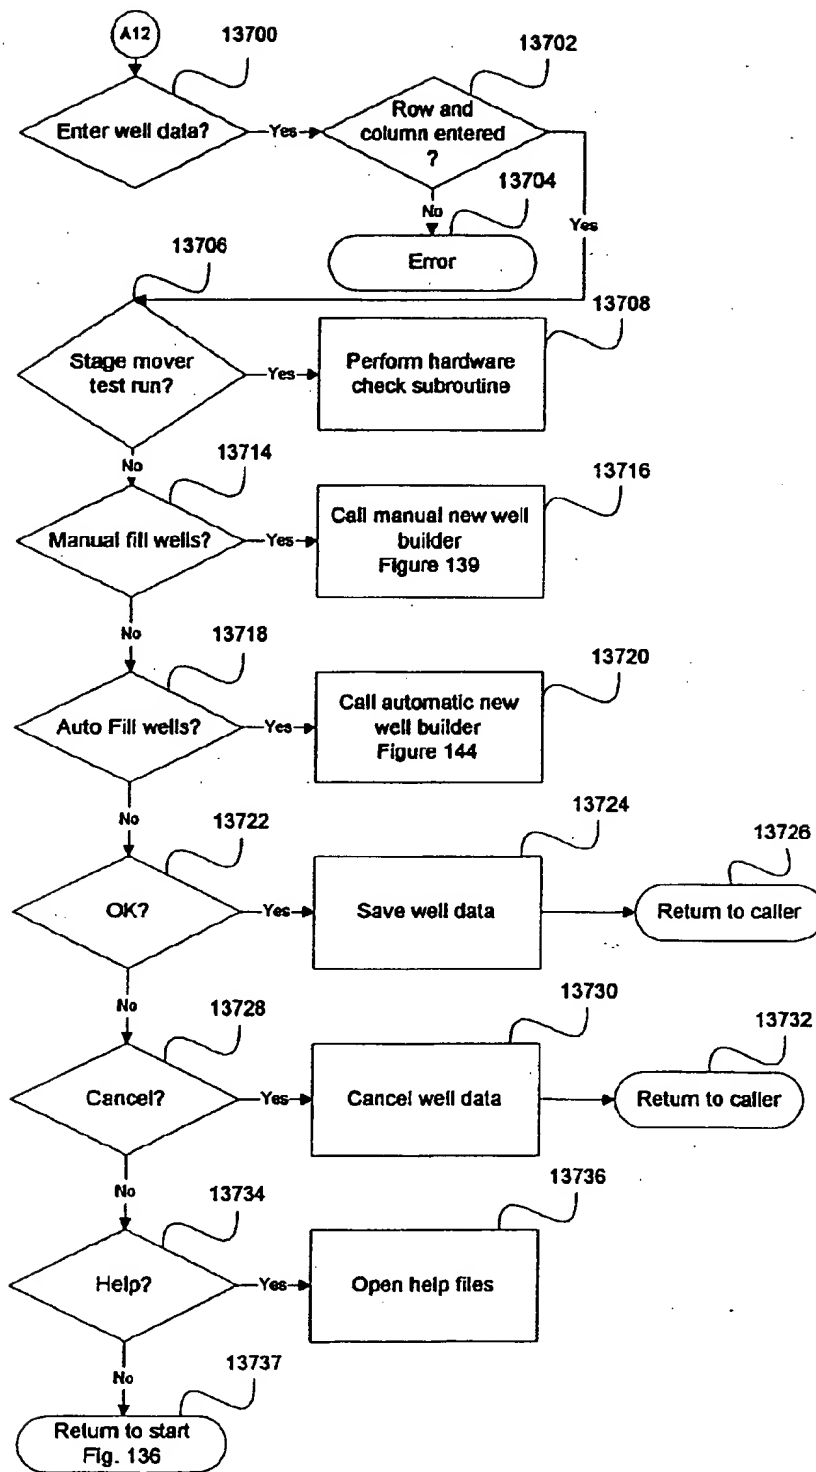 A12
13700
13702
Enter well data?
Yes
Row and
column entered
?
No
13704
Yes
Error
13706
13708
Stage mover
test run?
Yes
Perform hardware
check subroutine
No
13714
13716
Manual fill wells?
Yes
Call manual new well
builder
Figure 139
No
13718
13720
Auto Fill wells?
Yes
Call automatic new
well builder
Figure 144
No
13722
13724
13726
OK?
Yes
Save well data
Return to caller
No
13728
13730
13732
Cancel?
Yes
Cancel well data
Return to caller
No
13734
13736
Help?
Yes
Open help files
No
13737
Return to start
Fig. 136